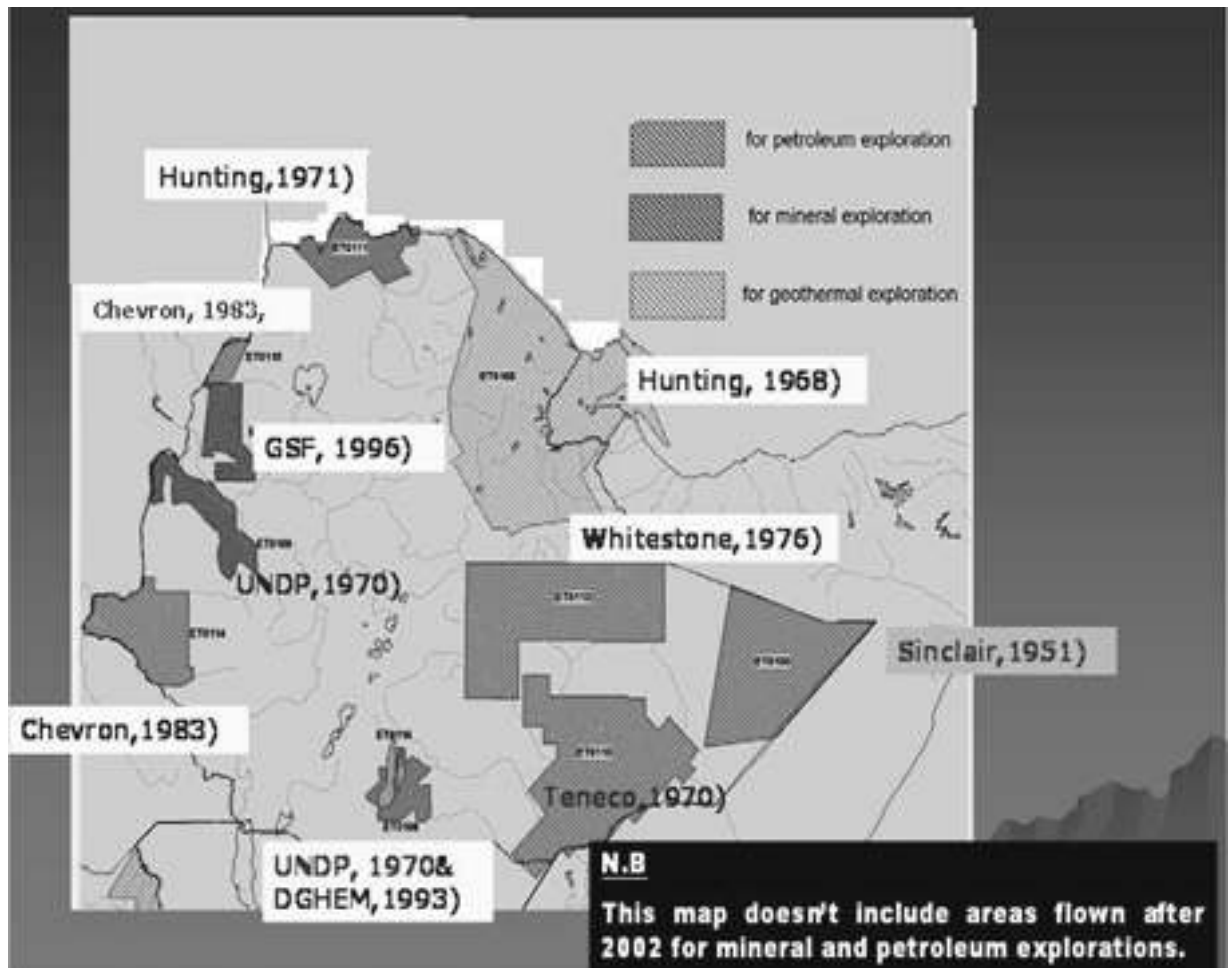 for petroleum exploration
Hunting,1971)
for mineral exploration
ET0111
for geothermal exploration
Chevron, 1983,
Hunting, 1968)
GSF, 1996)
Whitestone,1976)
UNDP,1970)
ET0114
Sinclair,1951)
Chevron,1983)
Teneco,1970)
UNDP, 1970&
DGHEM,1993)
N.B
This map doesn't include areas flown after
2002 for mineral and petroleum explorations.